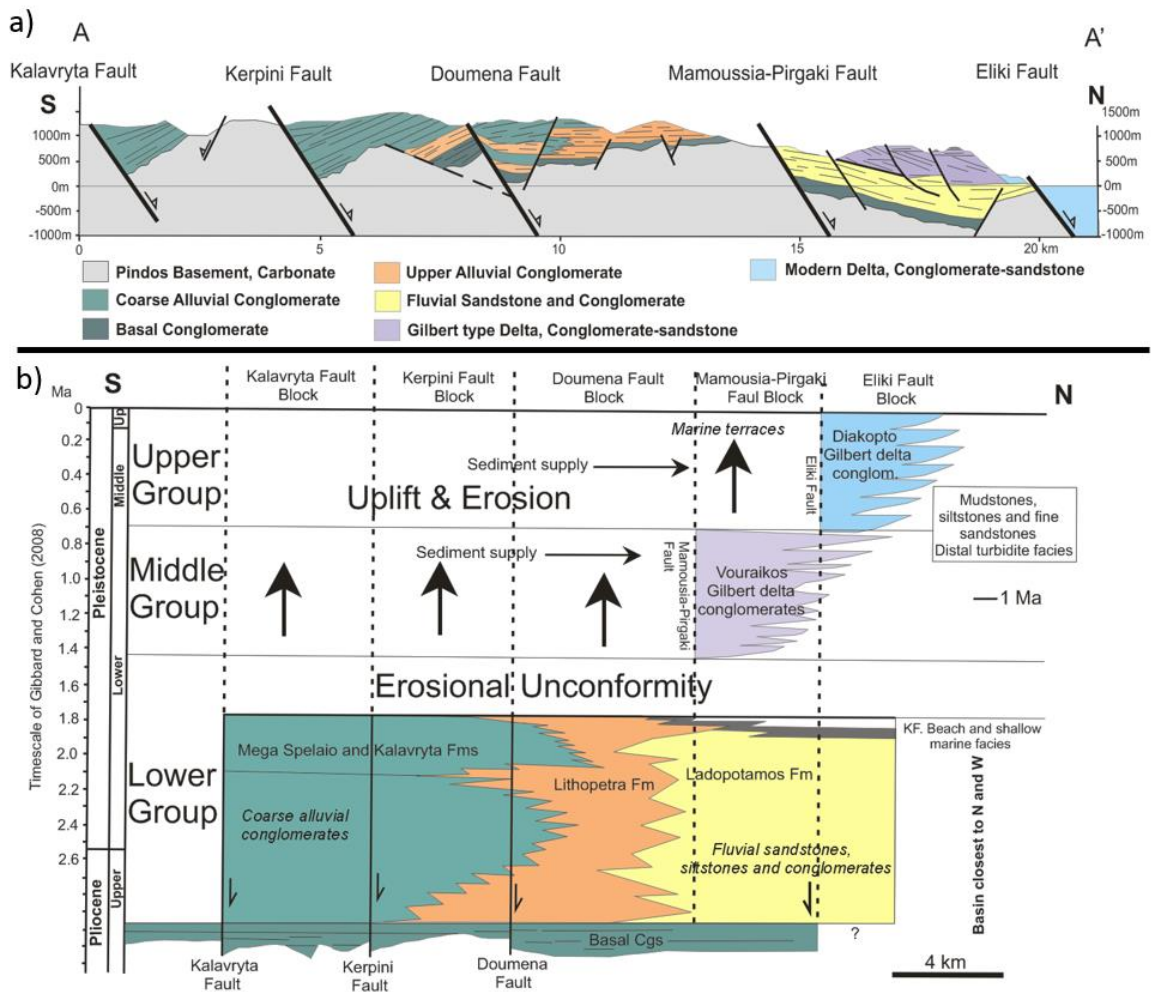 a)
A
A'
Kalavryta Fault
Kerpini Fault
Doumena Fault
Mamoussia-Pirgaki Fault
Eliki Fault
S
N
1000m
500m
0m
-500m
-1000m
1500m
1000m
500m
0m
-500m
-1000m
0
5
10
15
20 km
Pindos Basement, Carbonate
Coarse Alluvial Conglomerate
Basal Conglomerate
Upper Alluvial Conglomerate
Fluvial Sandstone and Conglomerate
Gilbert type Delta, Conglomerate-sandstone
Modern Delta, Conglomerate-sandstone
b)
Ma
S
N
Kalavryta Fault
Block
Kerpini Fault
Block
Doumena Fault
Block
Mamousia-Pirgaki
Faul Block
Eliki Fault
Block
Timescale of Gibbard and Cohen (2008)
0
0.2
0.4
0.6
0.8
1.0
1.2
1.4
1.6
1.8
2.0
2.2
2.4
2.6
Pleistocene
Pliocene
Up
Middle
Lower
Upper
Upper
Group
Uplift & Erosion
Sediment supply
Marine terraces
Eliki Fault
Diakopto
Gilbert delta
conglom.
Mudstones,
siltstones and fine
sandstones
Distal turbidite facies
Middle
Group
Sediment supply
Mamousia-Pirgaki
Fault
Vouraikos
Gilbert delta
conglomerates
1 Ma
Erosional Unconformity
Lower
Group
Mega Spelaio and Kalavryta Fms
Coarse alluvial
conglomerates
Lithopetra Fm
Ladopotamos Fm
Fluvial sandstones,
siltstones and conglomerates
KF. Beach and shallow
marine facies
Basin closest to N and W
Basal Cgs
?
Kalavryta
Fault
Kerpini
Fault
Doumena
Fault
4 km